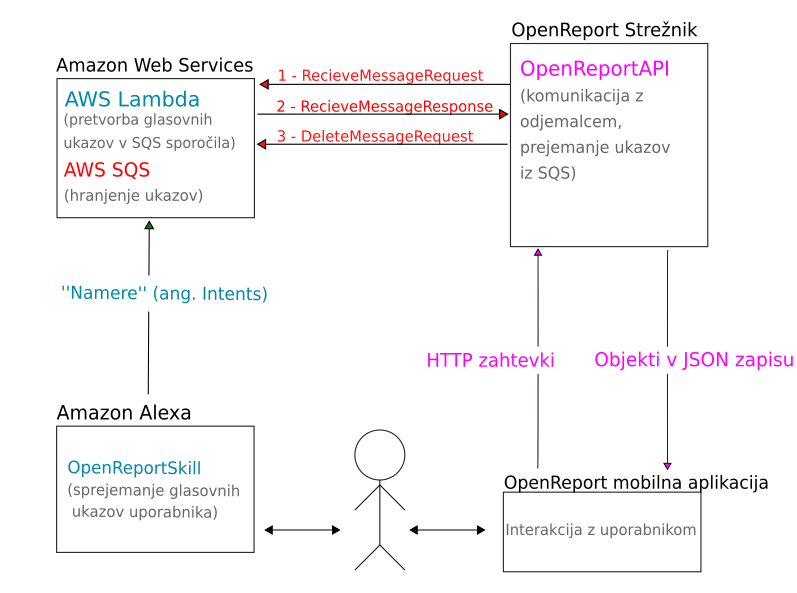 OpenReport Strežnik
Amazon Web Services
OpenReportAPI
1 - RecieveMessageRequest
AWS Lambda
(komunikacija z
2 - RecieveMessageResponse
(pretvorba glasovnih
odjemalcem,
ukazov v SQS sporočila)
3 - DeleteMessageRequest
prejemanje ukazov
AWS SQS
iz SQS)
(hranjenje ukazov)
''Namere'' (ang. Intents)
HTTP zahtevki
Objekti v JSON zapisu
Amazon Alexa
OpenReportSkill
(sprejemanje glasovnih
ukazov uporabnika)
OpenReport mobilna aplikacija
Interakcija z uporabnikom